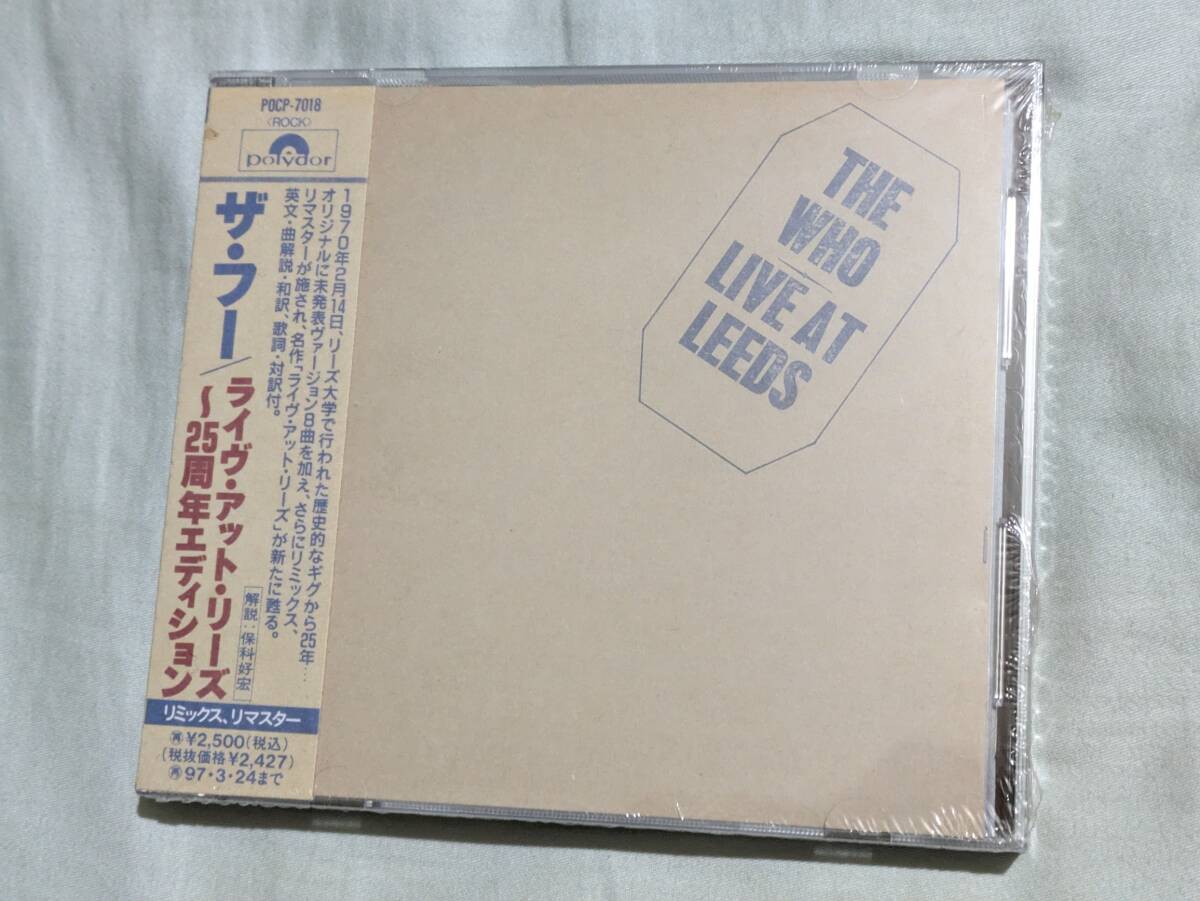 POCP-7018
〈ROCK〉
polydor
ザ・フー／
ライヴ・アット・リーズ
〜25周年エディション
1970年2月14日、リーズ大学で行われた歴史的なギグから25年…
オリジナルに未発表ヴァージョン8曲を加え、さらにリミックス、
リマスターが施され、名作「ライヴ・アット・リーズ」が新たに甦る。
英文・曲解説・和訳、歌詞・対訳付。
解説：保科好宏
リミックス、リマスター
再¥2,500(税込)
(税抜価格¥2,427)
再97・3・24まで
THE
WHO
LIVE AT
LEEDS